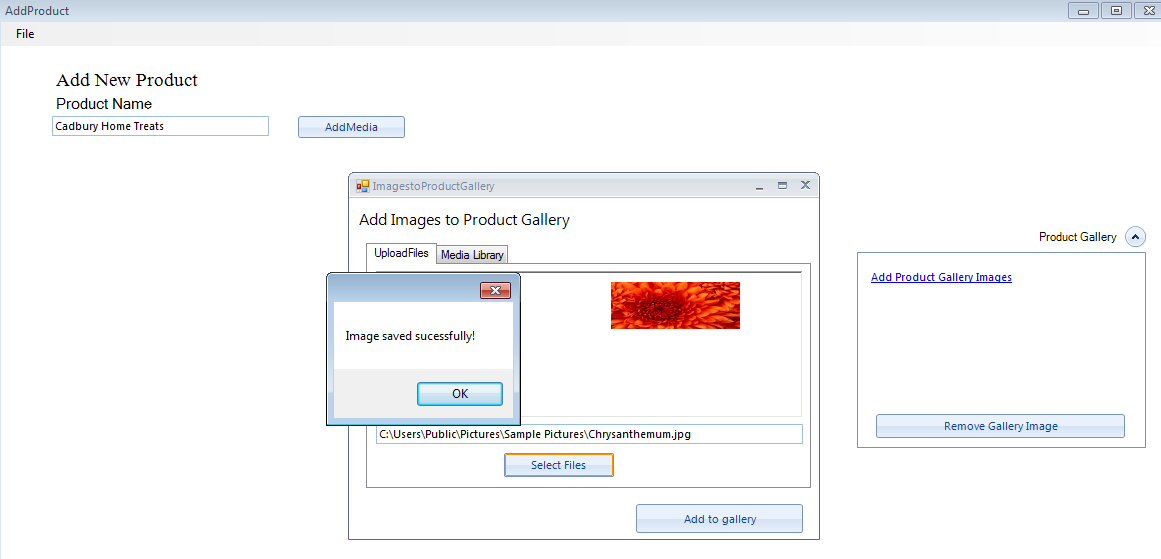 AddProduct
File
Add New Product
Product Name
Cadbury Home Treats
AddMedia
ImagestoProductGallery
Add Images to Product Gallery
UploadFiles
Media Library
Image saved sucessfully!
OK
C:\Users\Public\Pictures\Sample Pictures\Chrysanthemum.jpg
Select Files
Add to gallery
Product Gallery
Add Product Gallery Images
Remove Gallery Image